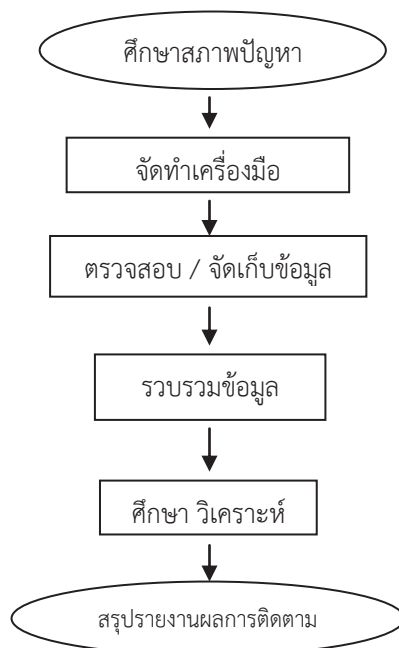 ศึกษาสภาพปัญหา
จัดทำเครื่องมือ
ตรวจสอบ / จัดเก็บข้อมูล
รวบรวมข้อมูล
ศึกษา วิเคราะห์
สรุปรายงานผลการติดตาม